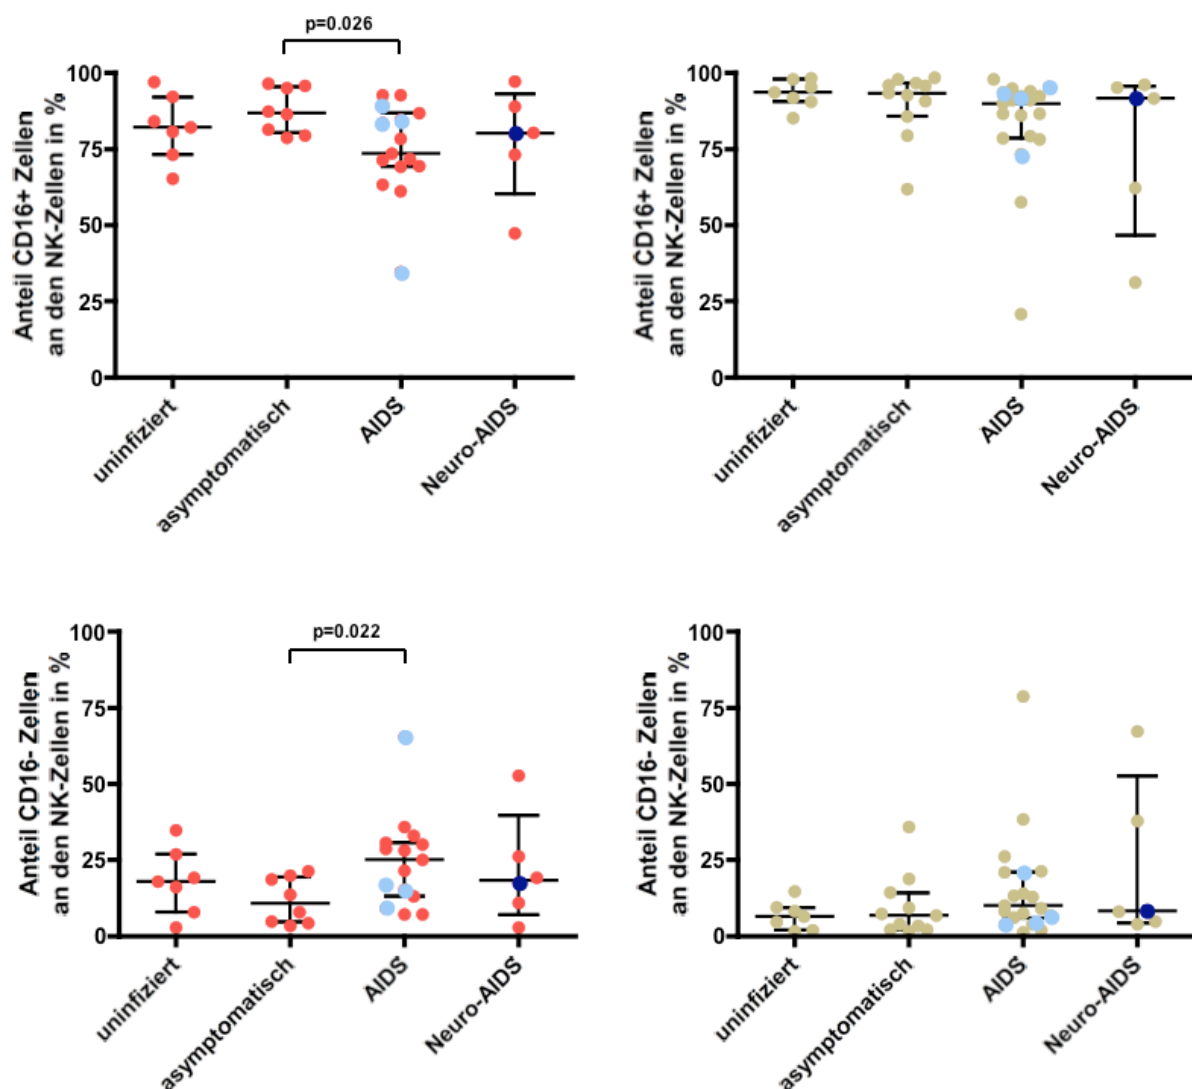 p=0.026
Anteil CD16+ Zellen
an den NK-Zellen in %
100
75
50
25
0
uninfiziert
asymptomatisch
AIDS
Neuro-AIDS
Anteil CD16+ Zellen
an den NK-Zellen in %
100
75
50
25
0
uninfiziert
asymptomatisch
AIDS
Neuro-AIDS
p=0.022
Anteil CD16- Zellen
an den NK-Zellen in %
100
75
50
25
0
uninfiziert
asymptomatisch
AIDS
Neuro-AIDS
Anteil CD16- Zellen
an den NK-Zellen in %
100
75
50
25
0
uninfiziert
asymptomatisch
AIDS
Neuro-AIDS